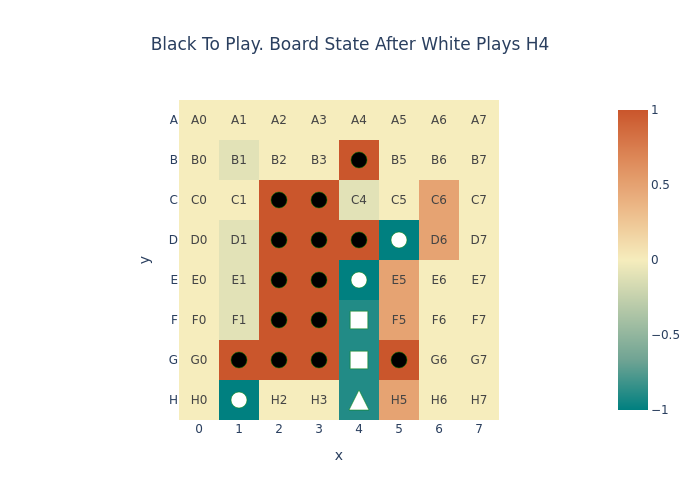 Black To Play. Board State After White Plays H4
A A0 A1 A2 A3 A4 A5 A6 A7
B B0 B1 B2 B3 B5 B6 B7
C C0 C1 C4 C5 C6 C7
D D0 D1 D6 D7
E E0 E1 E5 E6 E7
F F0 F1 F5 F6 F7
G G0 G6 G7
H H0 H2 H3 H5 H6 H7
0 1 2 3 4 5 6 7
x
y
1
0.5
0
−0.5
−1